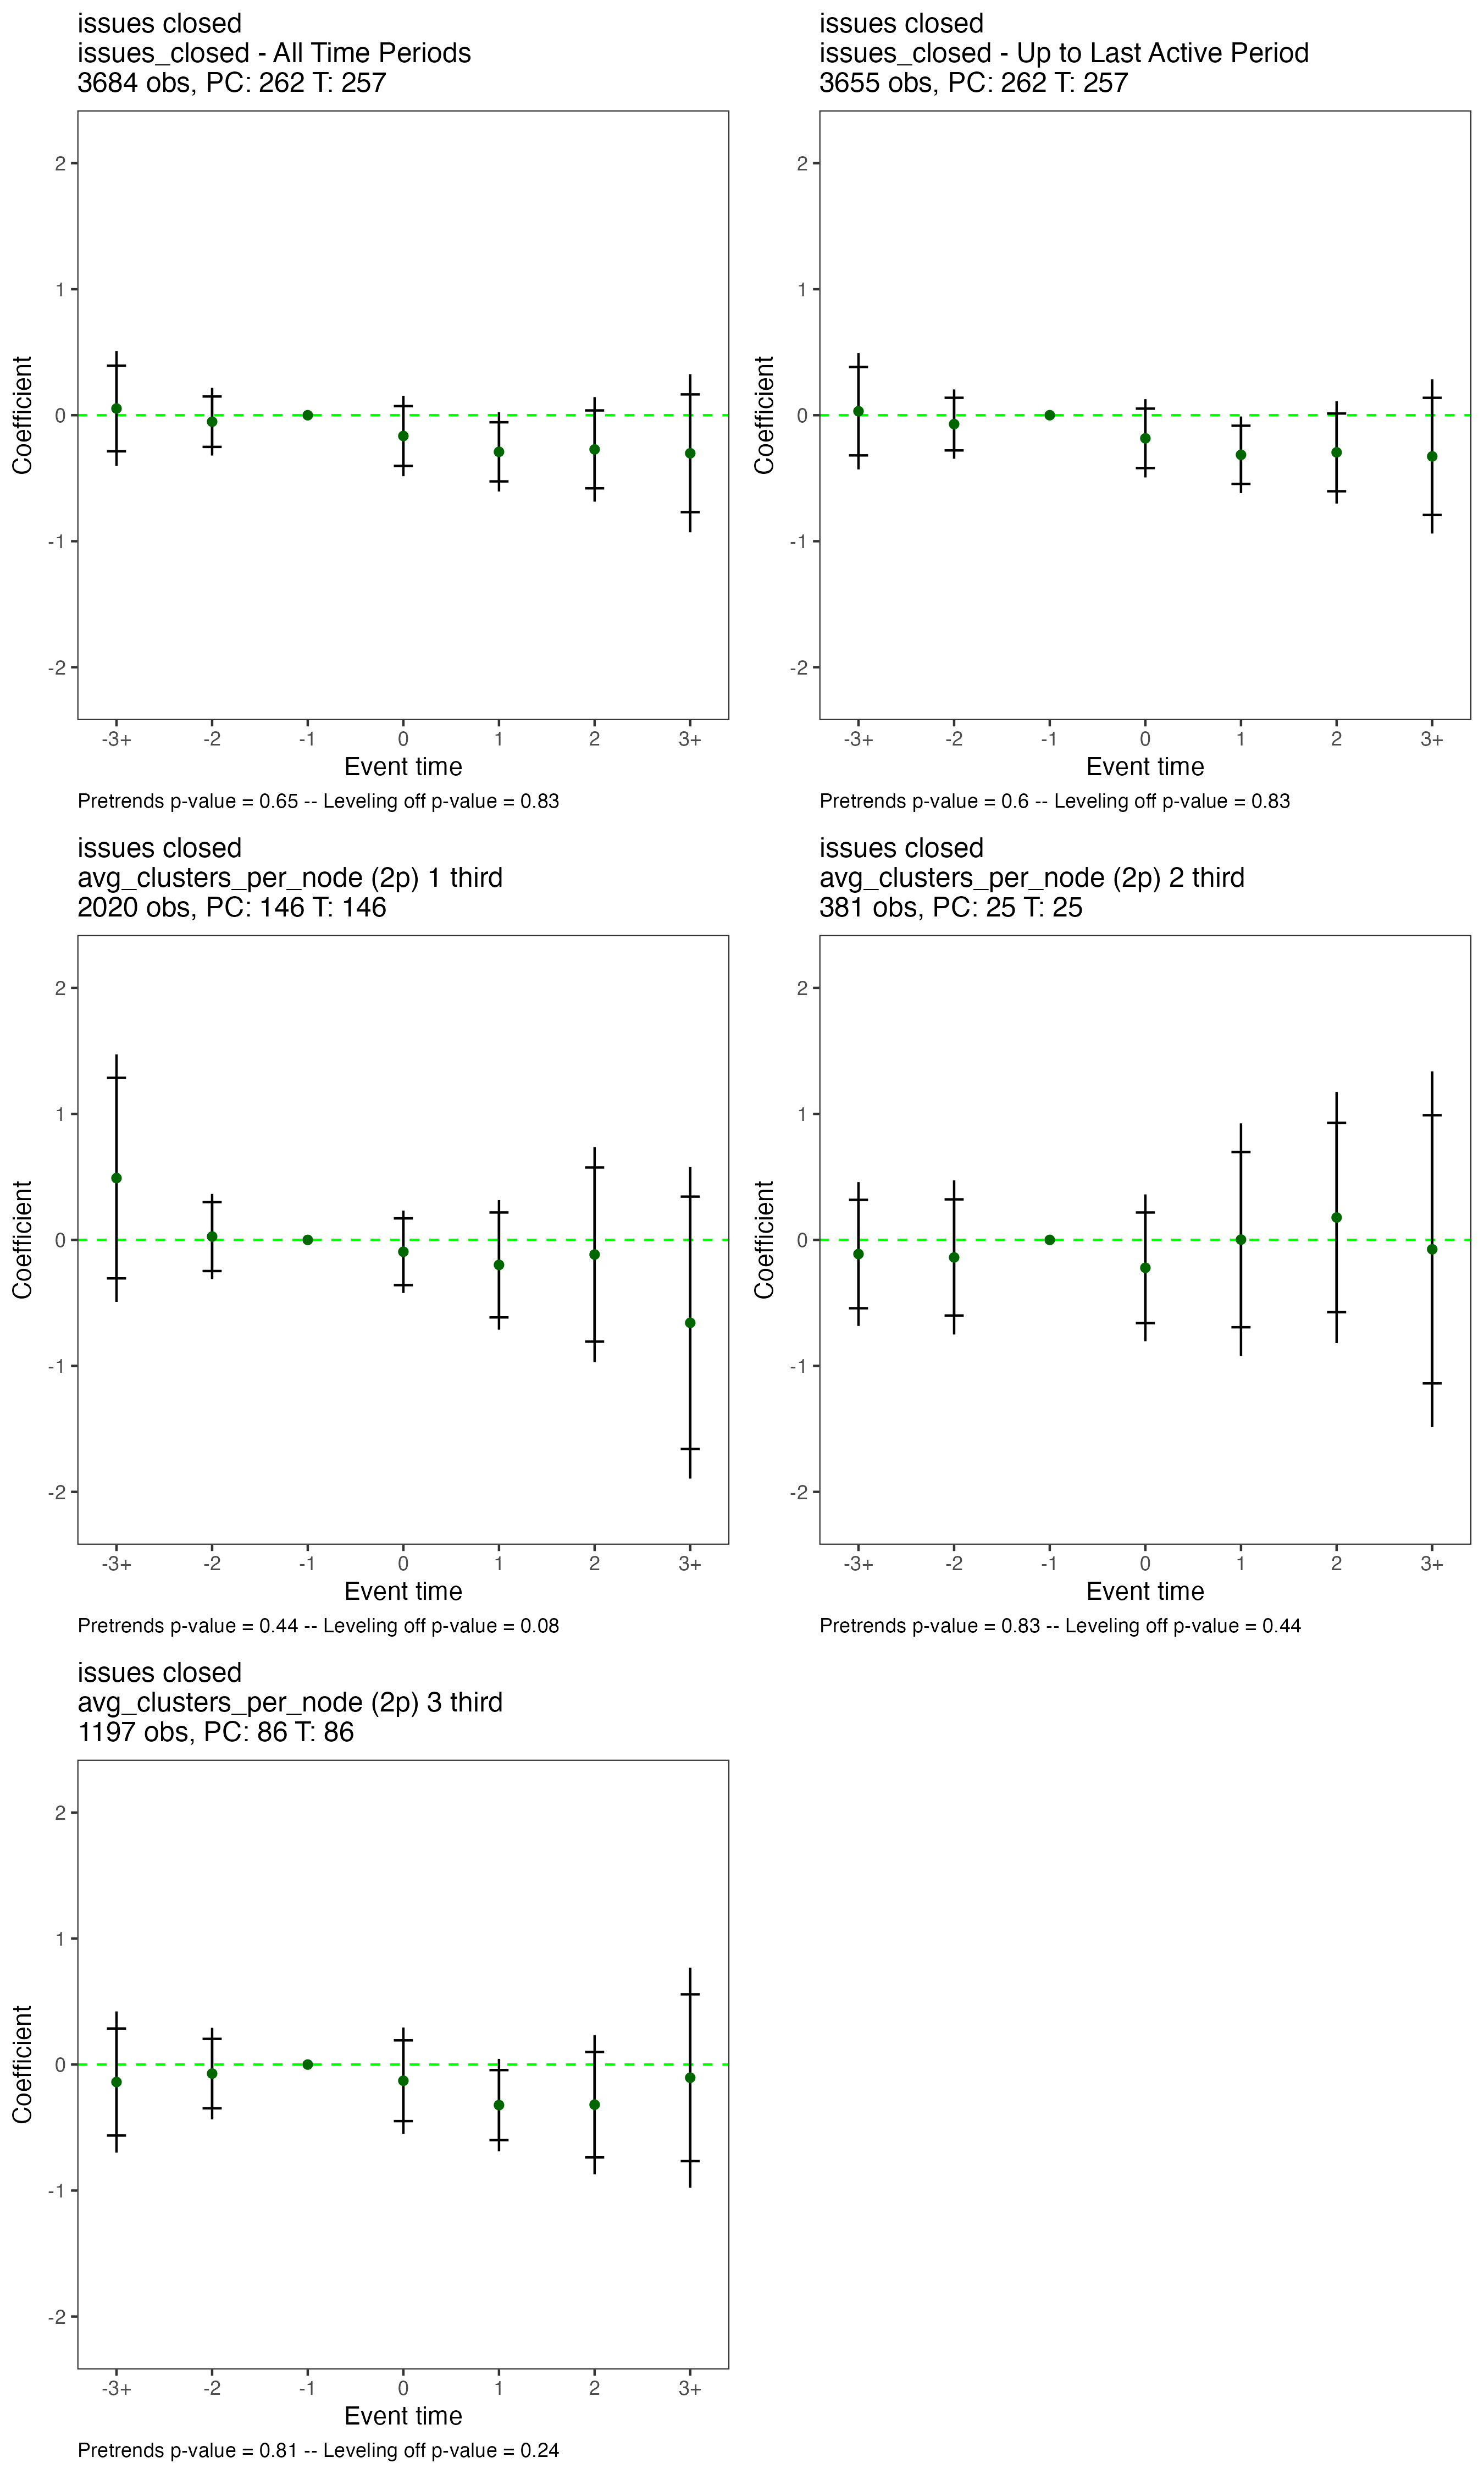 issues closed
issues_closed - All Time Periods
3684 obs, PC: 262 T: 257
2
1
0
-1
-2
Coefficient
-3+ -2 -1 0 1 2 3+
Event time
Pretrends p-value = 0.65 -- Leveling off p-value = 0.83
issues closed
issues_closed - Up to Last Active Period
3655 obs, PC: 262 T: 257
2
1
0
-1
-2
Coefficient
-3+ -2 -1 0 1 2 3+
Event time
Pretrends p-value = 0.6 -- Leveling off p-value = 0.83
issues closed
avg_clusters_per_node (2p) 1 third
2020 obs, PC: 146 T: 146
2
1
0
-1
-2
Coefficient
-3+ -2 -1 0 1 2 3+
Event time
Pretrends p-value = 0.44 -- Leveling off p-value = 0.08
issues closed
avg_clusters_per_node (2p) 2 third
381 obs, PC: 25 T: 25
2
1
0
-1
-2
Coefficient
-3+ -2 -1 0 1 2 3+
Event time
Pretrends p-value = 0.83 -- Leveling off p-value = 0.44
issues closed
avg_clusters_per_node (2p) 3 third
1197 obs, PC: 86 T: 86
2
1
0
-1
-2
Coefficient
-3+ -2 -1 0 1 2 3+
Event time
Pretrends p-value = 0.81 -- Leveling off p-value = 0.24